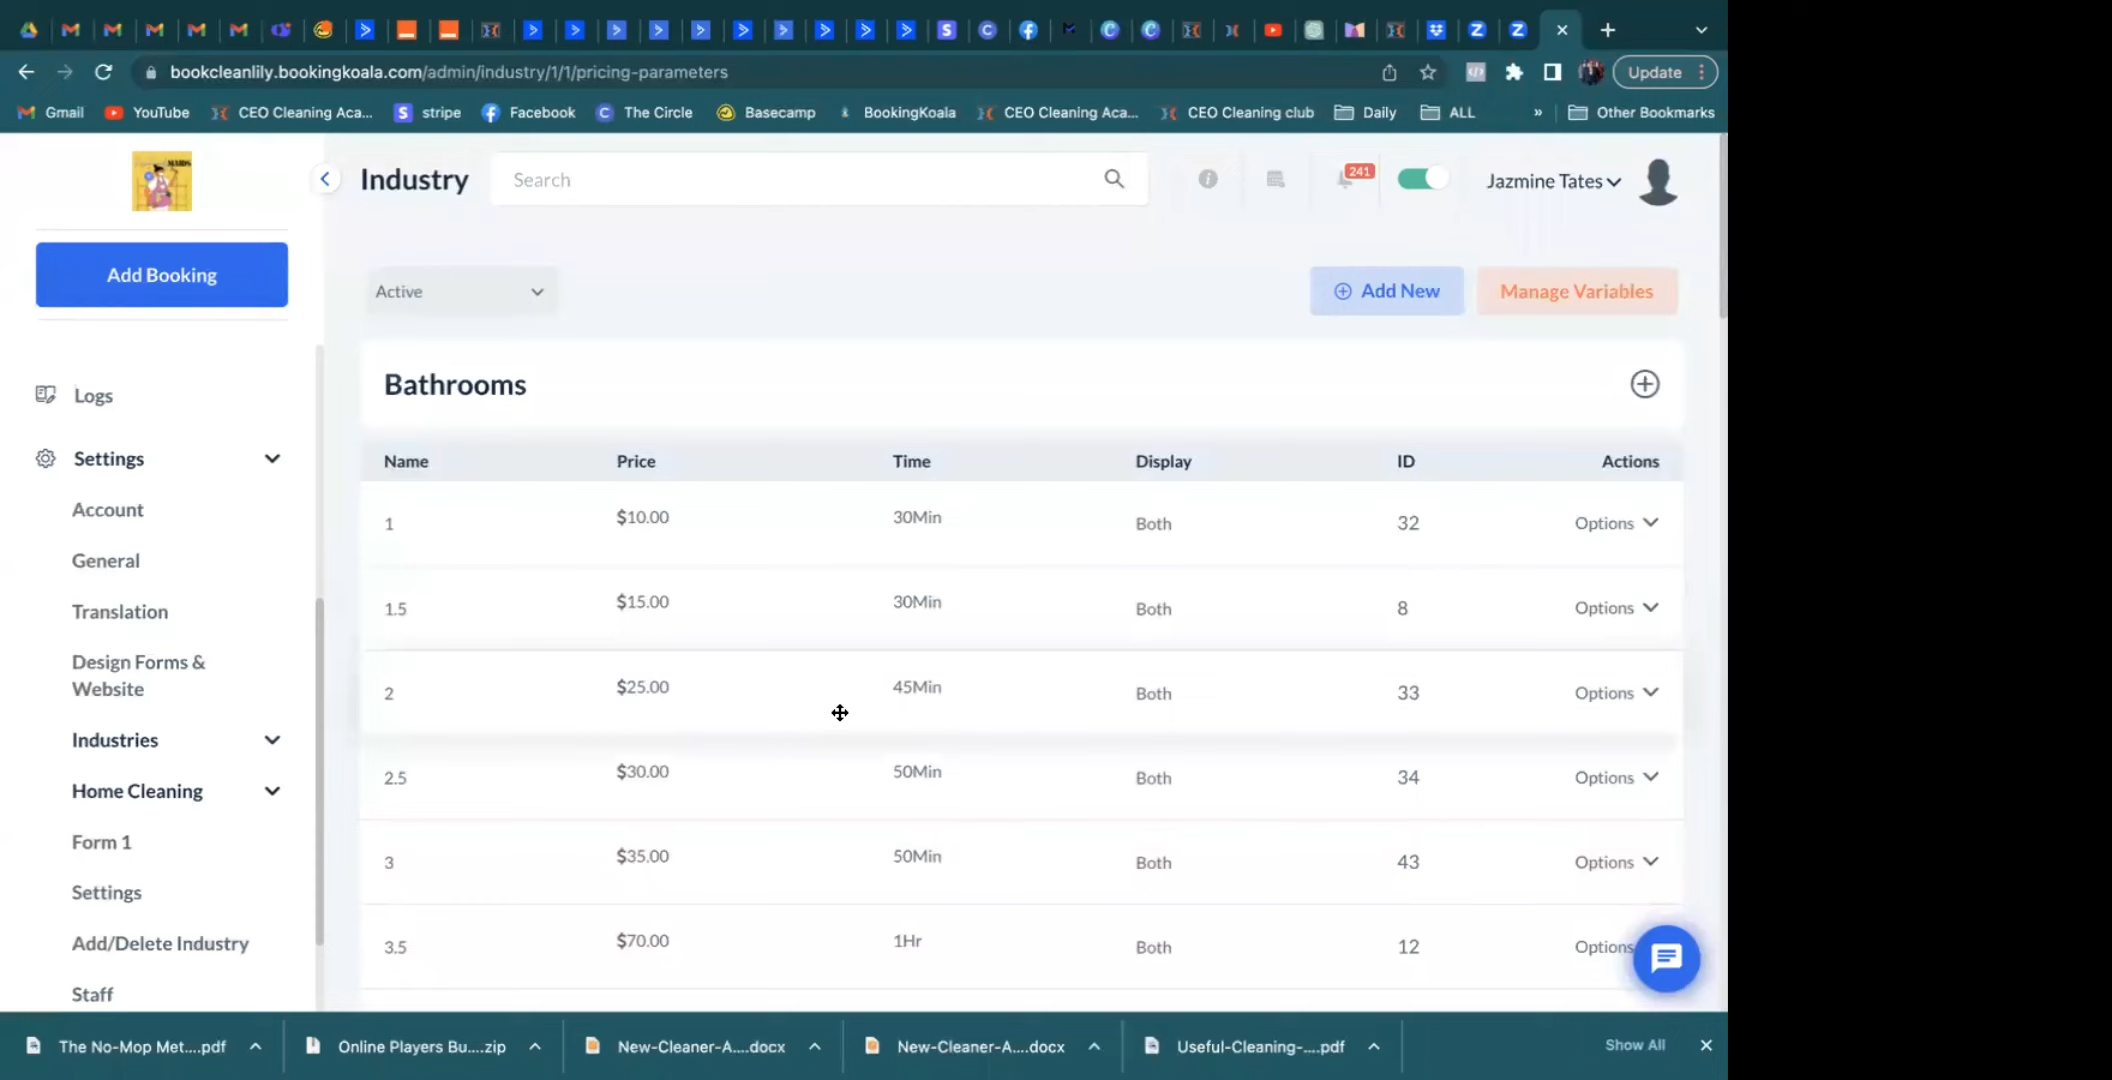 bookcleanlily.bookingkoala.com/admin/industry/1/1/pricing-parameters
Update
Gmail
YouTube
CEO Cleaning Aca...
stripe
Facebook
The Circle
Basecamp
BookingKoala
CEO Cleaning Aca...
CEO Cleaning club
Daily
ALL
»
Other Bookmarks
MAIDS
Industry
Search
241
Jazmine Tates
Add Booking
Active
Add New
Manage Variables
Logs
Settings
Account
General
Translation
Design Forms &
Website
Industries
Home Cleaning
Form 1
Settings
Add/Delete Industry
Staff
Bathrooms
Name Price Time Display ID Actions
1 $10.00 30Min Both 32 Options
1.5 $15.00 30Min Both 8 Options
2 $25.00 45Min Both 33 Options
2.5 $30.00 50Min Both 34 Options
3 $35.00 50Min Both 43 Options
3.5 $70.00 1Hr Both 12 Options
The No-Mop Met....pdf
Online Players Bu....zip
New-Cleaner-A....docx
New-Cleaner-A....docx
Useful-Cleaning-....pdf
Show All